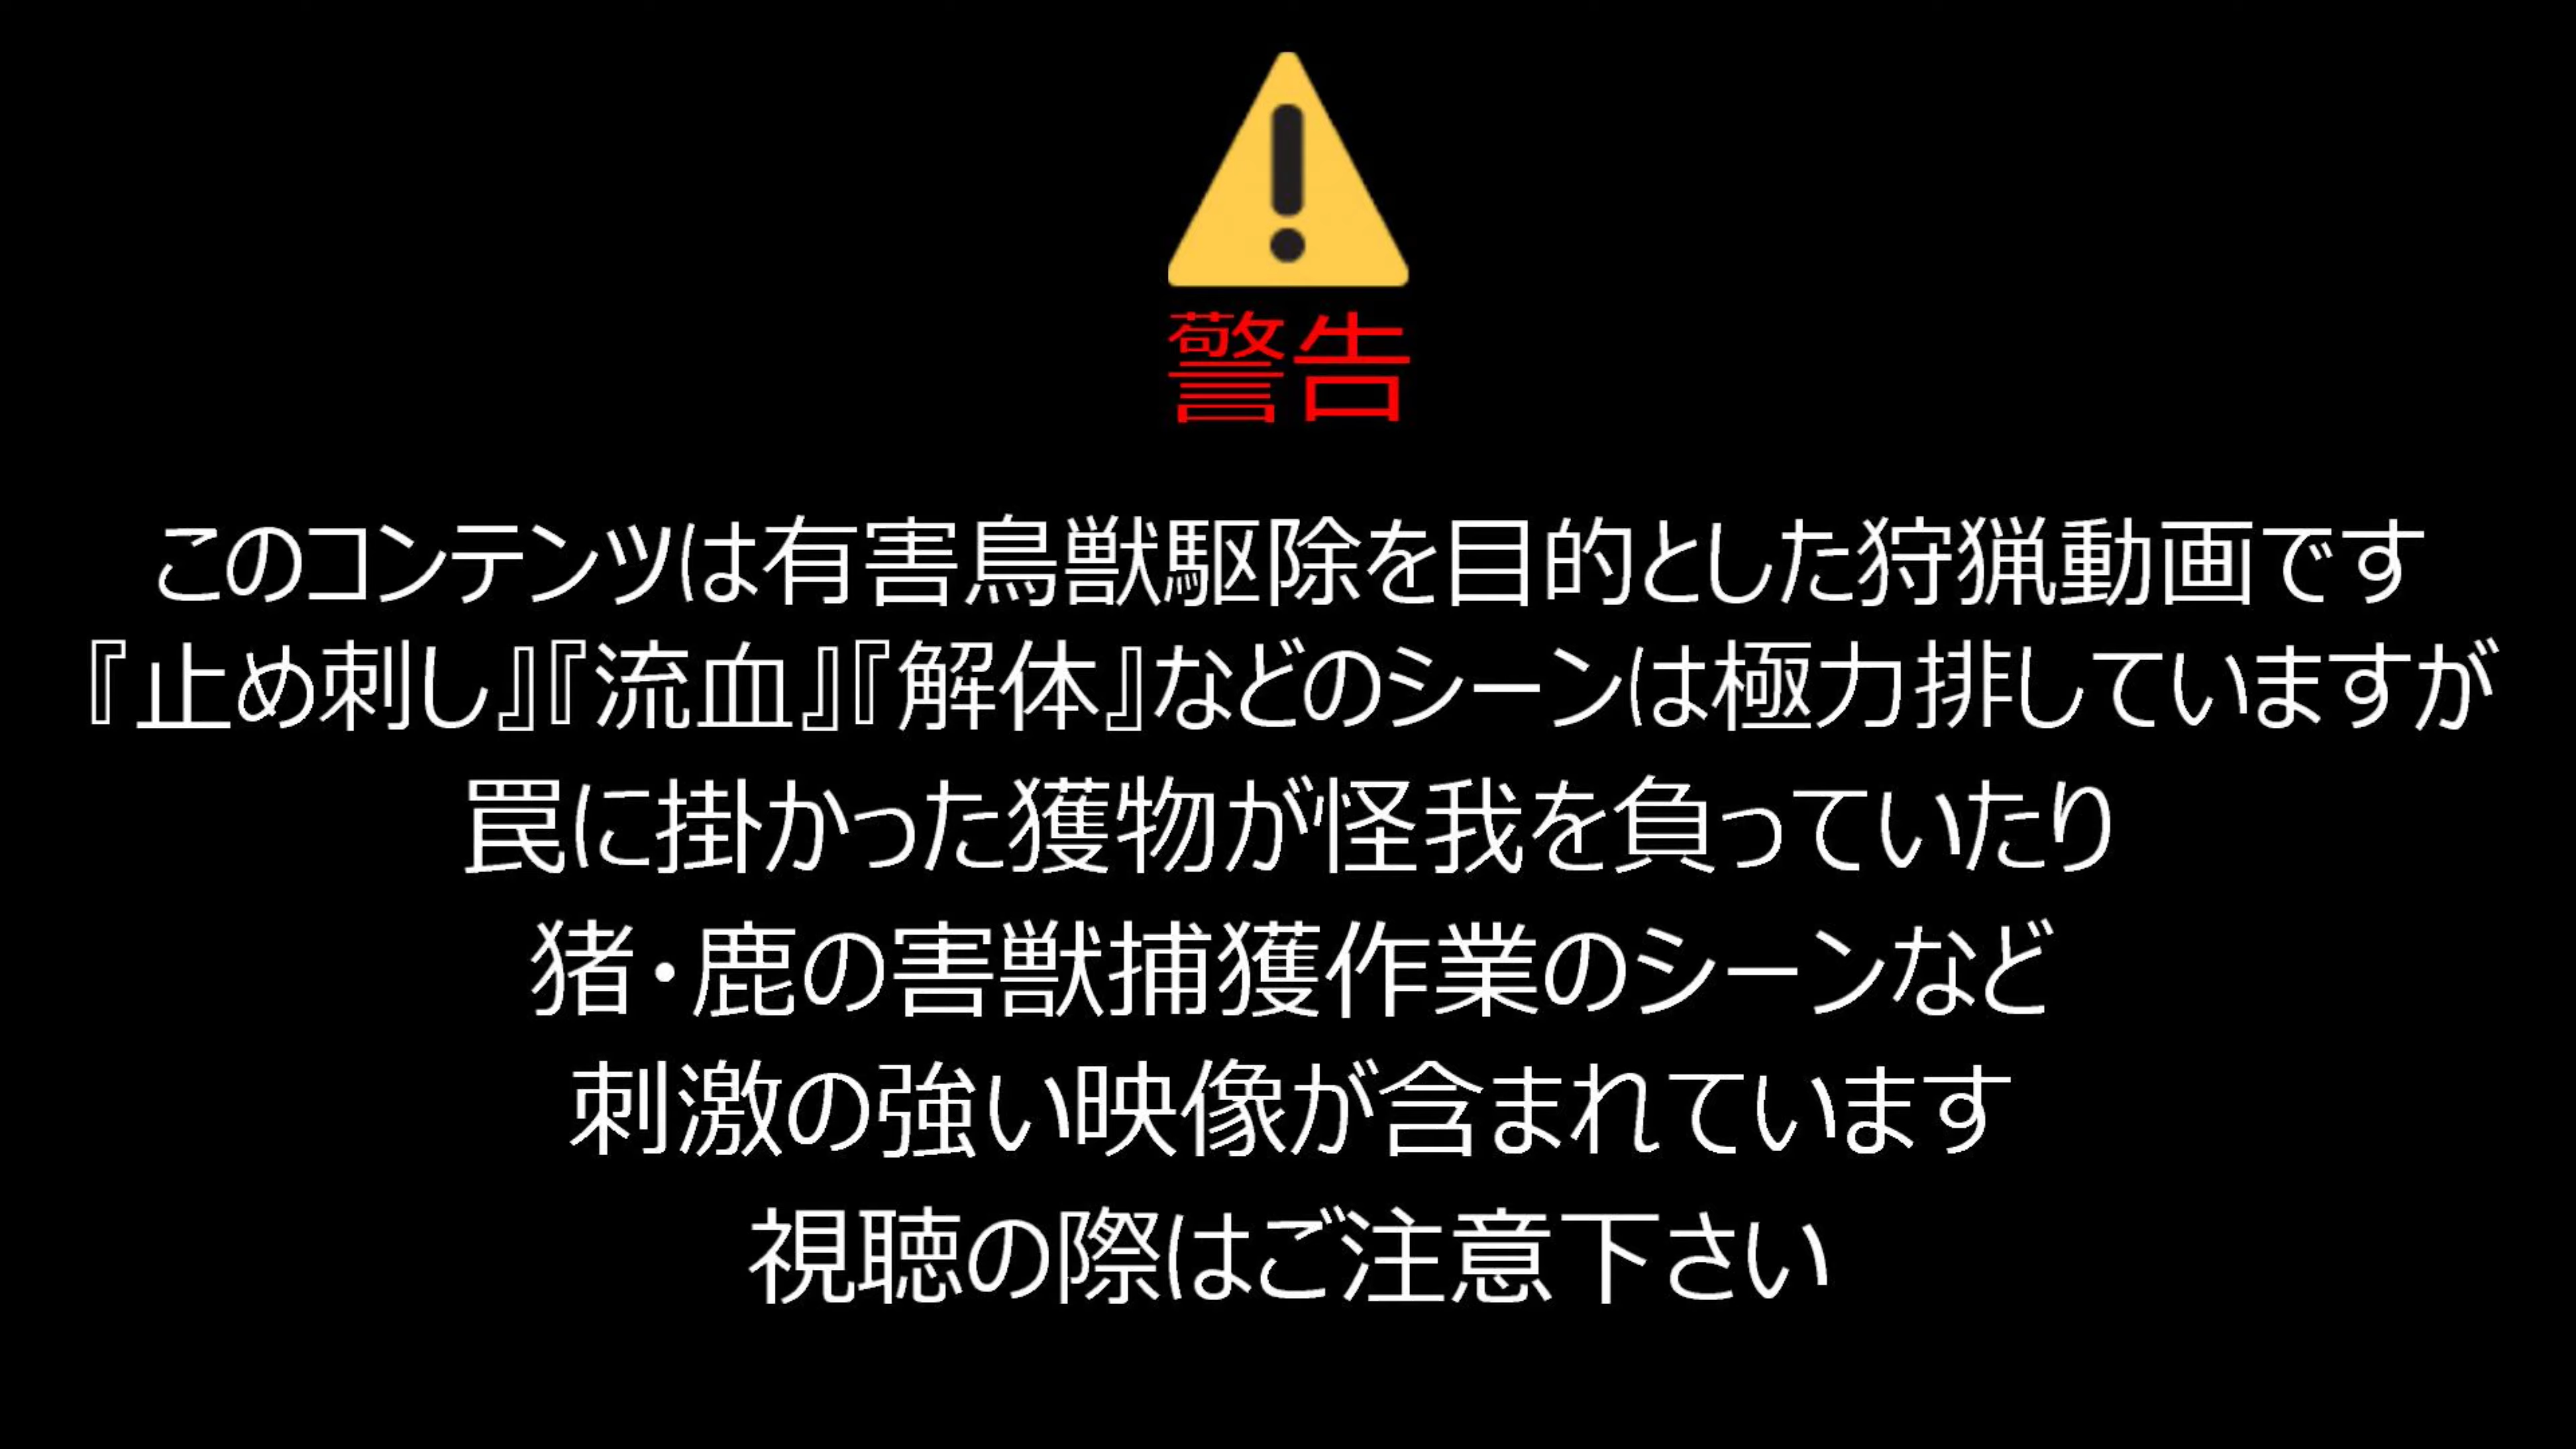 警告
このコンテンツは有害鳥獣駆除を目的とした狩猟動画です
『止め刺し』『流血』『解体』などのシーンは極力排していますが
罠に掛かった獲物が怪我を負っていたり
猪・鹿の害獣捕獲作業のシーンなど
刺激の強い映像が含まれています
視聴の際はご注意下さい